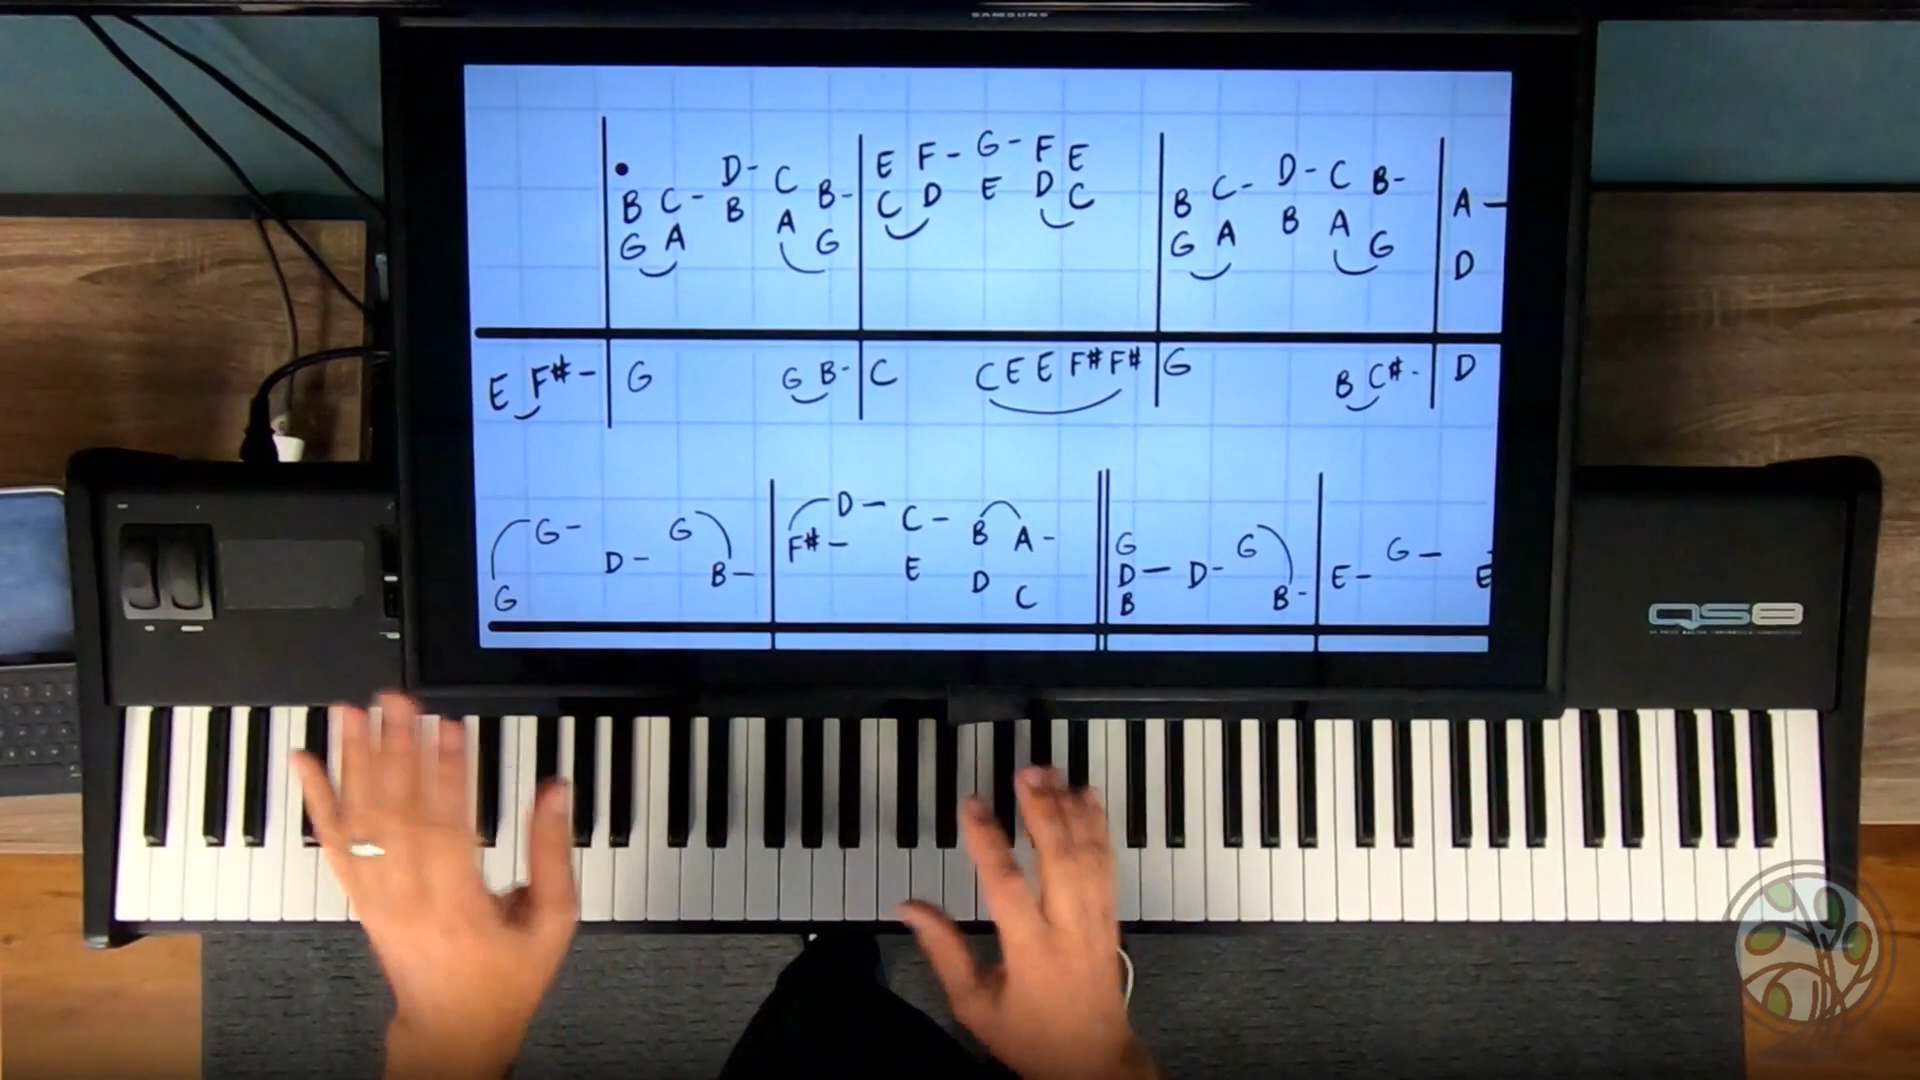 SAMSUNG
D- C
B C- B-
B A
G A G
E F- G- F E
C D E D C
D- C B-
B C-
B A
G A G
A-
D
E F#-
G G B-
C C E E F# F#
G B C#-
D
G- G
D- B-
G
D- C- B A-
F#-
E D C
G G
D- D-
B B-
E- G- E
QS8